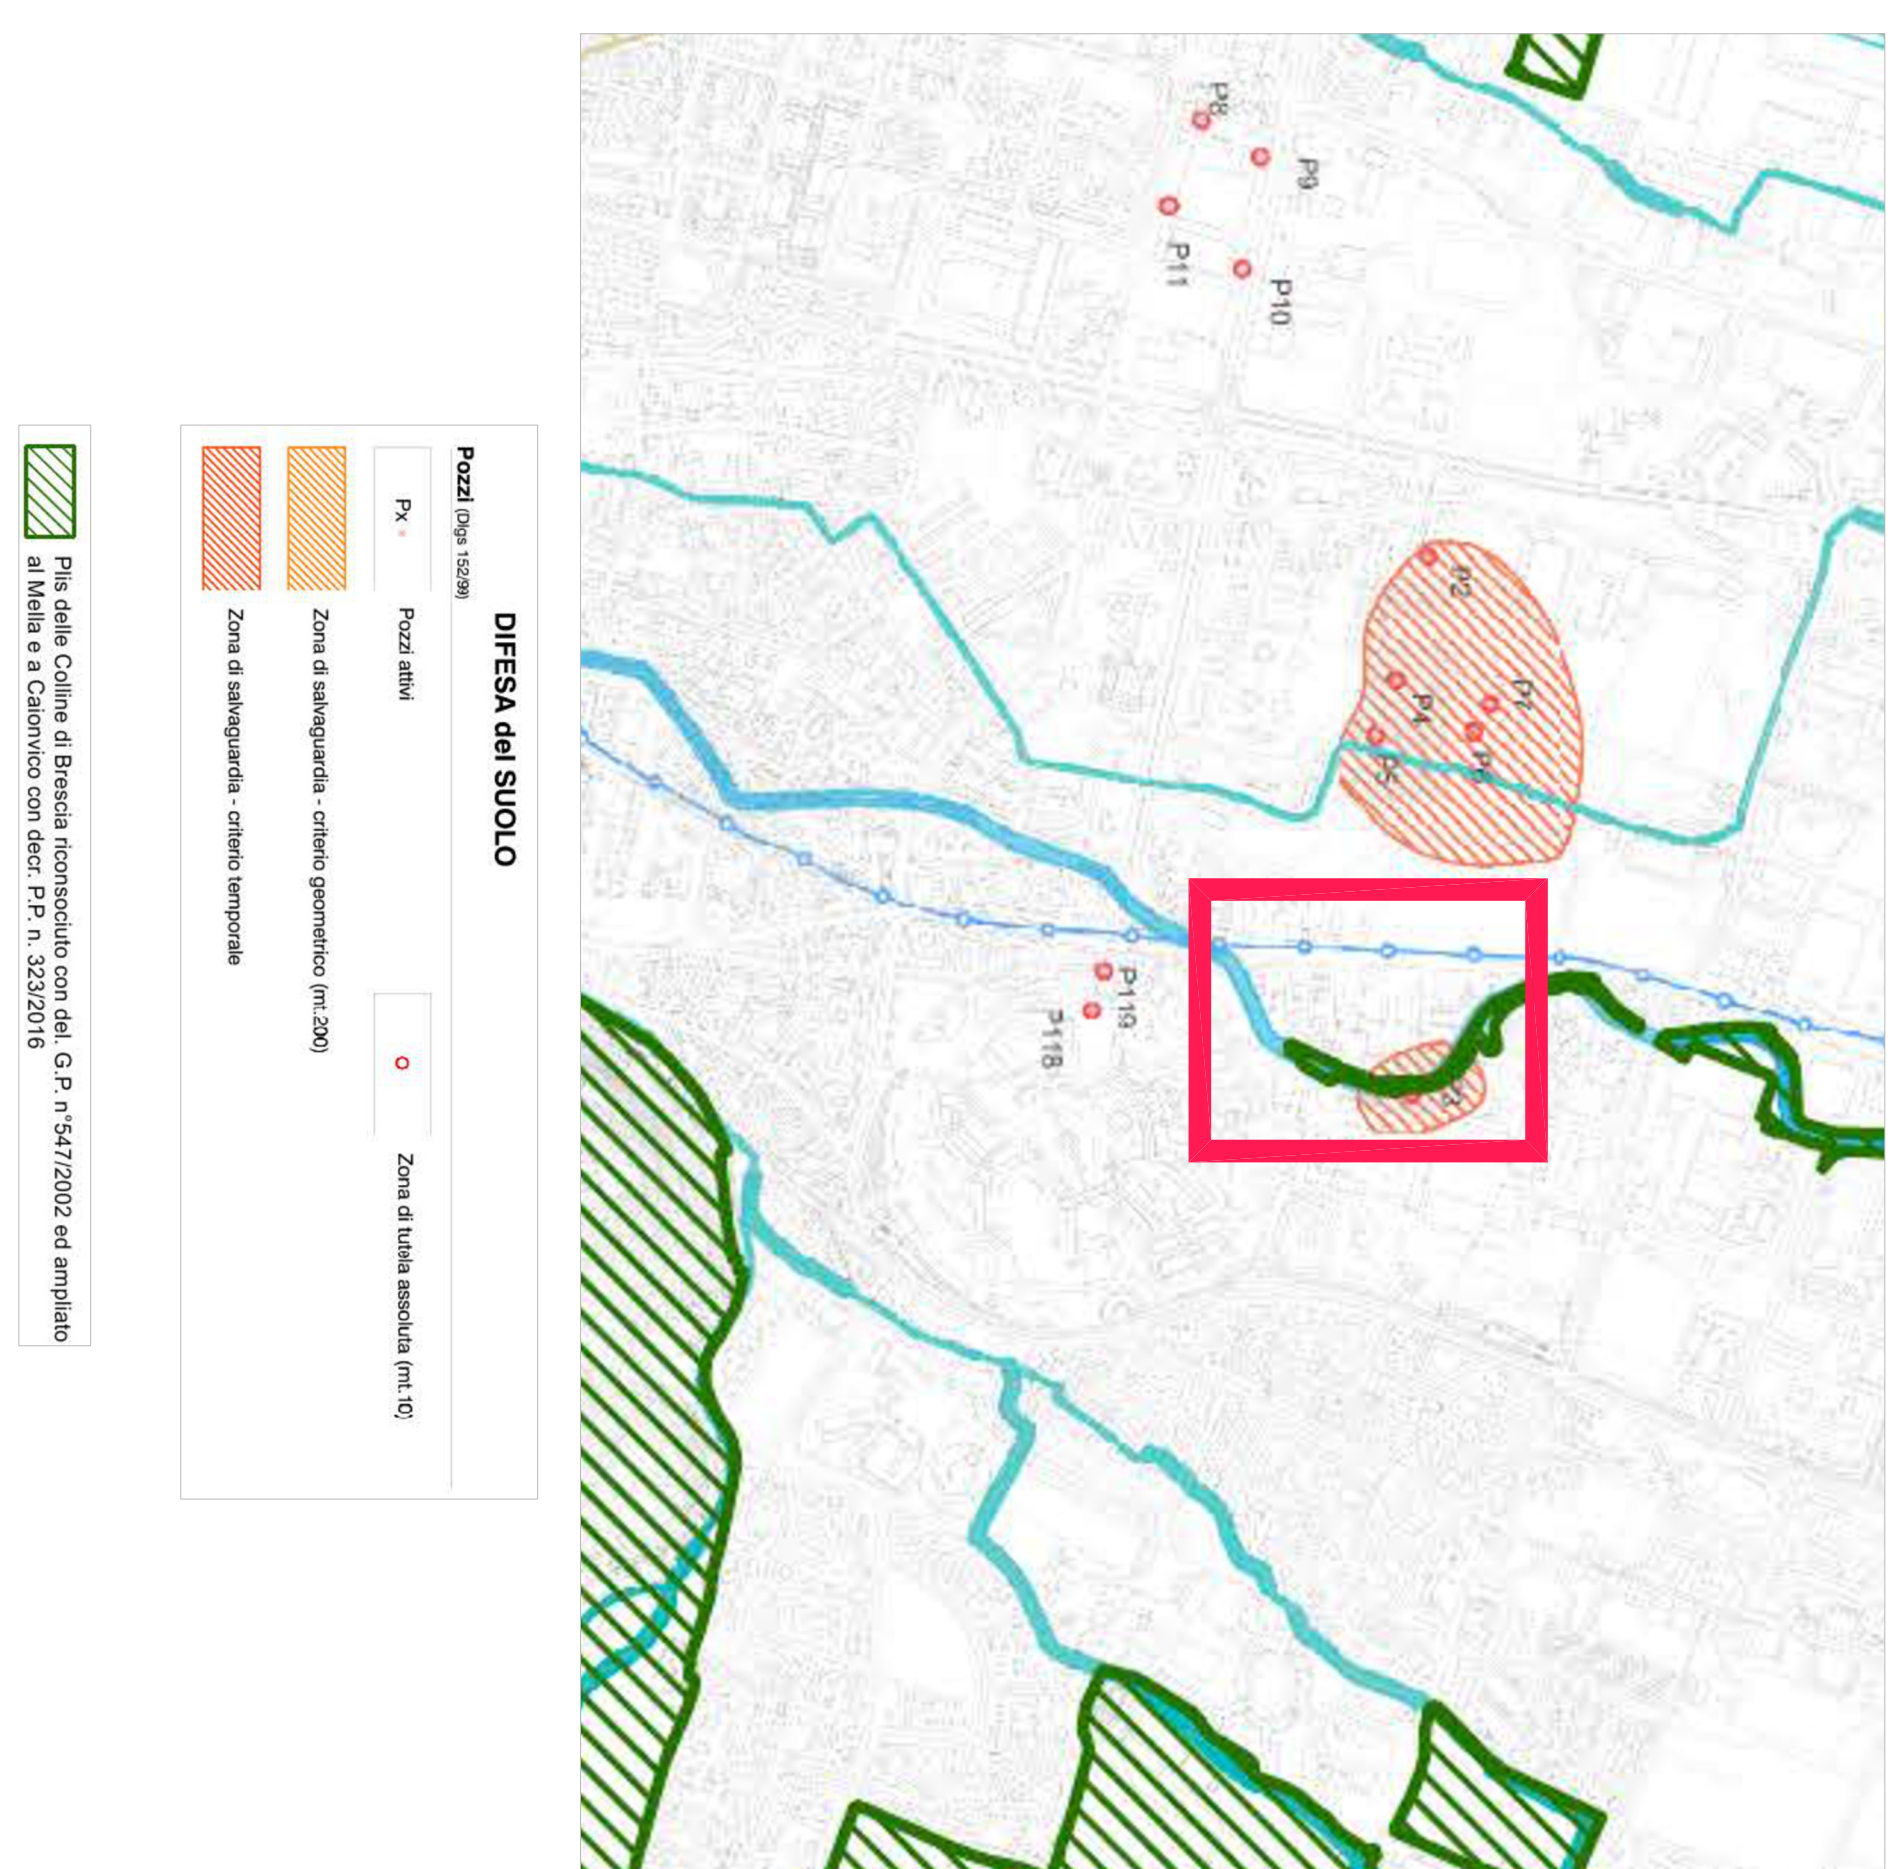 DIFESA del SUOLO
Pozzi (Dlgs 152/99)
Px
Pozzi attivi
Zona di tutela assoluta (mt.10)
Zona di salvaguardia - criterio geometrico (mt.200)
Zona di salvaguardia - criterio temporale
Plis delle Colline di Brescia riconsociuto con del. G.P. n°547/2002 ed ampliato
al Mella e a Caionvico con decr. P.P. n. 323/2016
P8
P9
P11
P10
P2
P7
P4
P6
P5
P119
P118